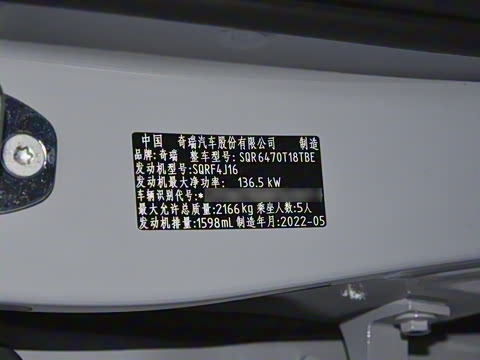 中国 奇瑞汽车股份有限公司 制造
品牌:奇瑞 整车型号:SQR6470T18TBE
发动机型号:SQRF4J16
发动机最大净功率: 136.5 kW
车辆识别代号:*
最大允许总质量:2166kg 乘坐人数:5人
发动机排量:1598mL 制造年月:2022-05